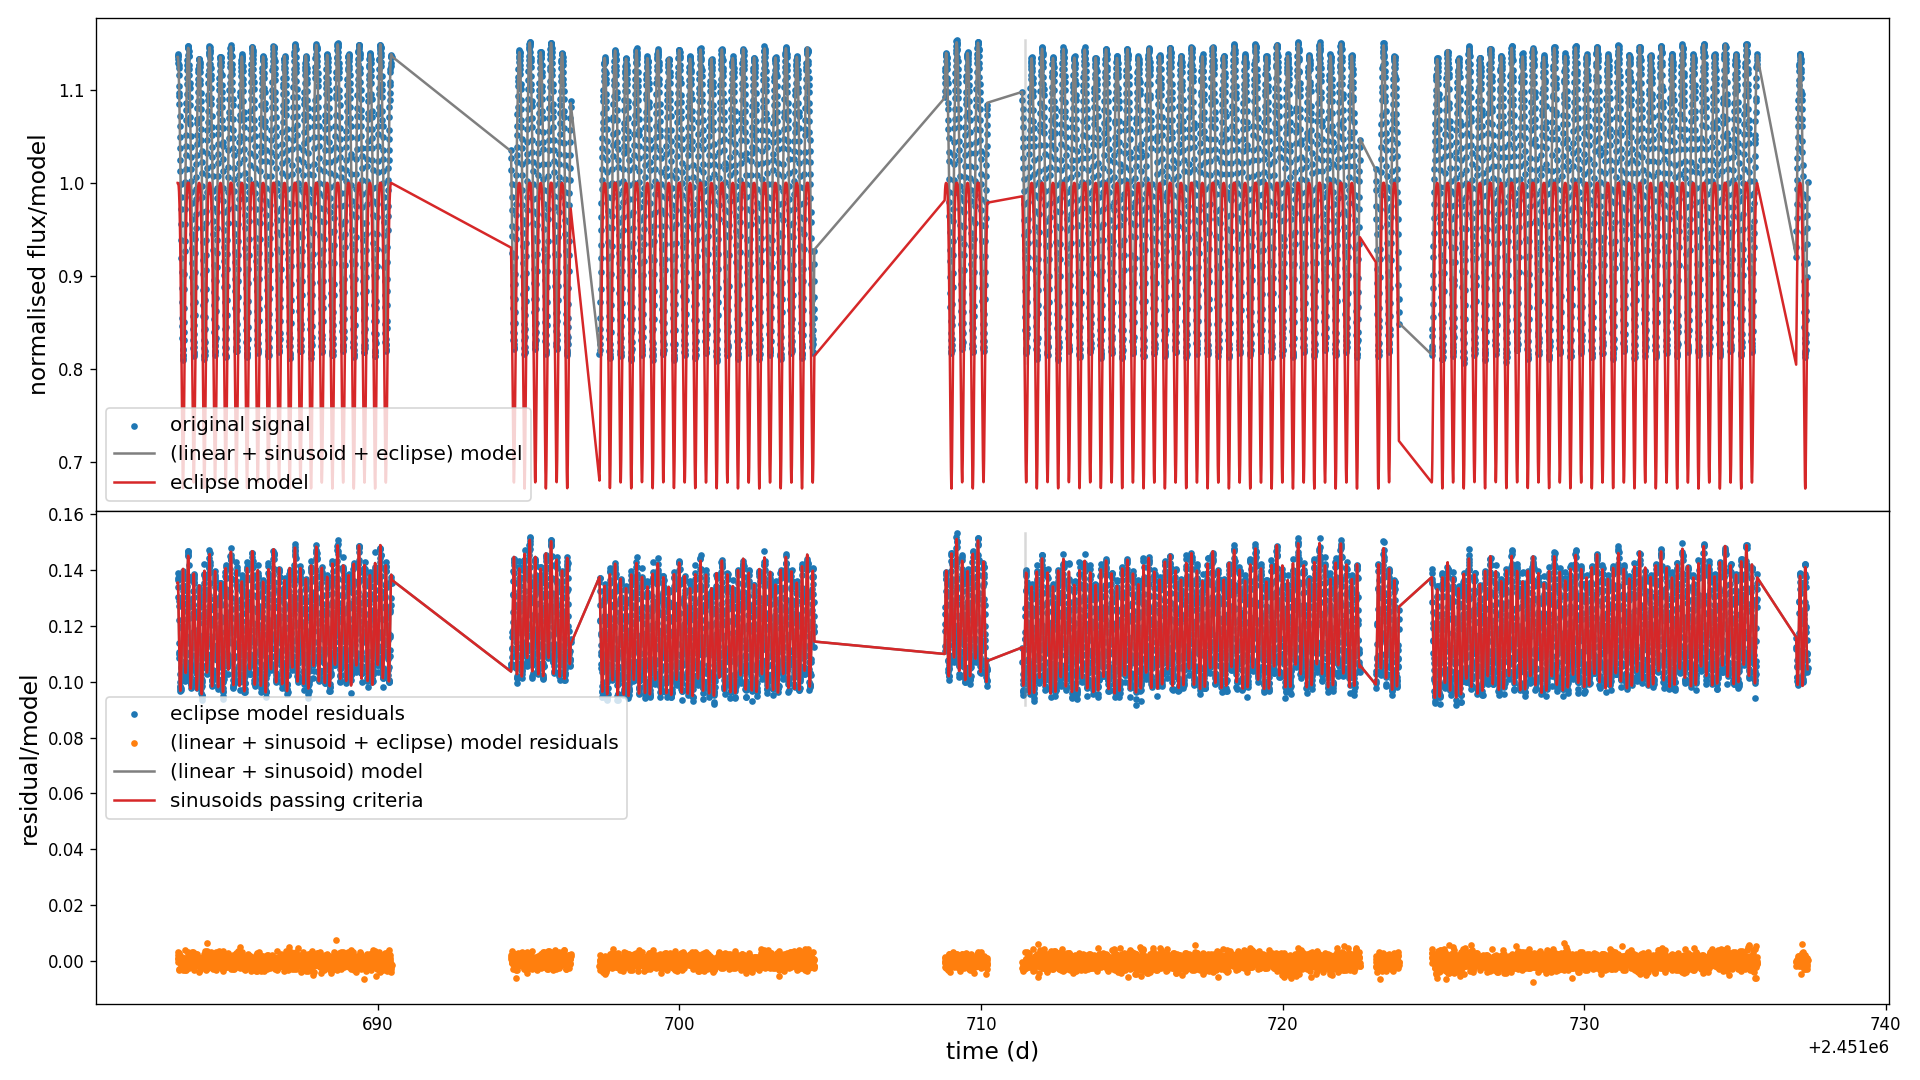 normalised flux/model
1.1
1.0
0.9
0.8
0.7
original signal
(linear + sinusoid + eclipse) model
eclipse model
residual/model
0.16
0.14
0.12
0.10
0.08
0.06
0.04
0.02
0.00
eclipse model residuals
(linear + sinusoid + eclipse) model residuals
(linear + sinusoid) model
sinusoids passing criteria
690 700 710 720 730 740
time (d)
+2.451e6